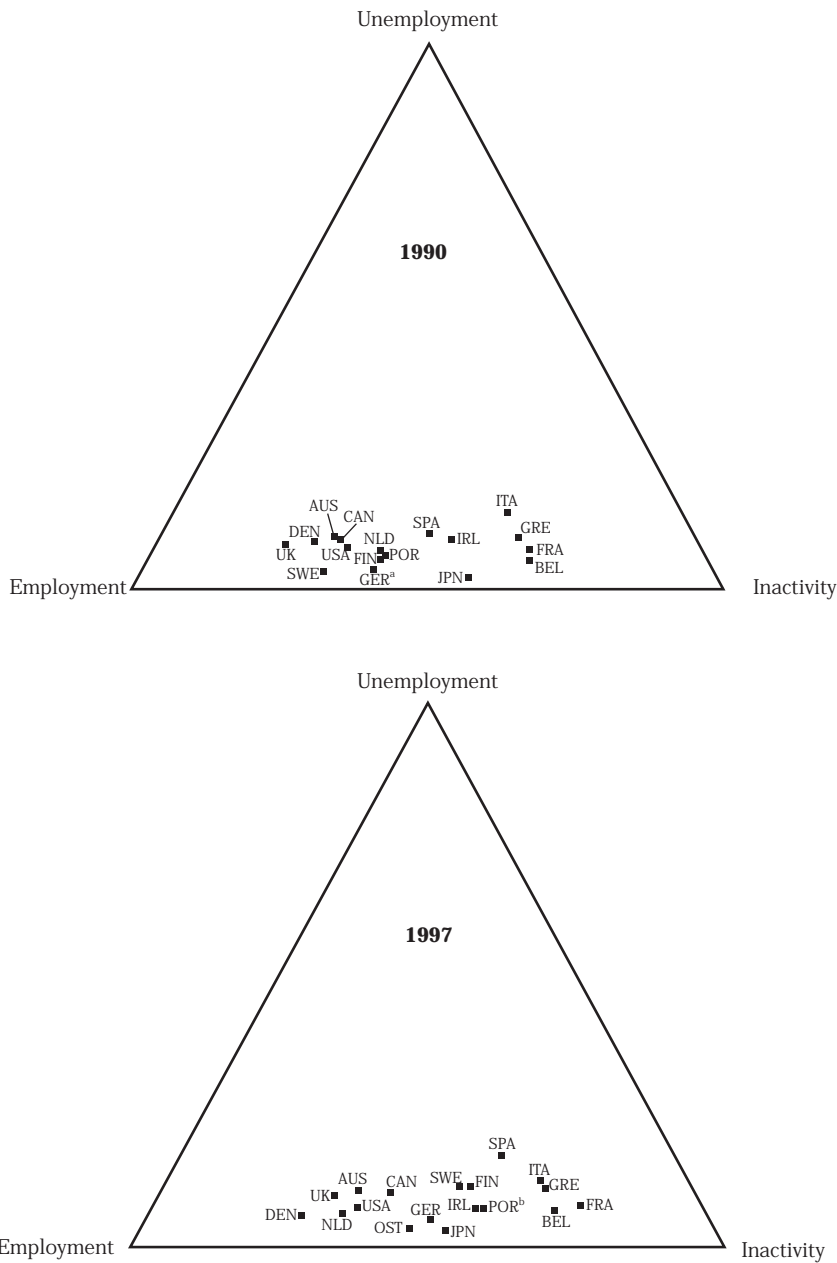 Unemployment
1990
ITA
AUS
CAN
SPA
GRE
DEN
NLD
IRL
FRA
UK
USA
FIN
POR
BEL
SWE
GERa
JPN
Employment
Inactivity
Unemployment
1997
SPA
ITA
AUS
CAN
SWE
FIN
GRE
UK
USA
IRL
PORb
FRA
DEN
NLD
GER
BEL
OST
JPN
Employment
Inactivity